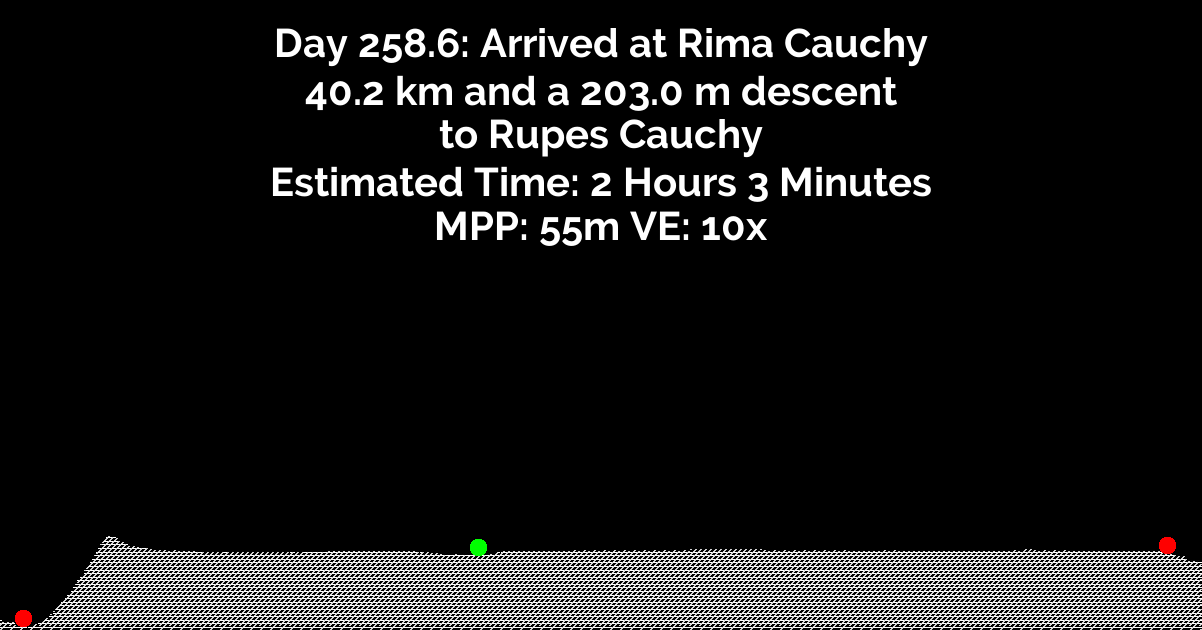 Day 258.6: Arrived at Rima Cauchy
40.2 km and a 203.0 m descent
to Rupes Cauchy
Estimated Time: 2 Hours 3 Minutes
MPP: 55m VE: 10x